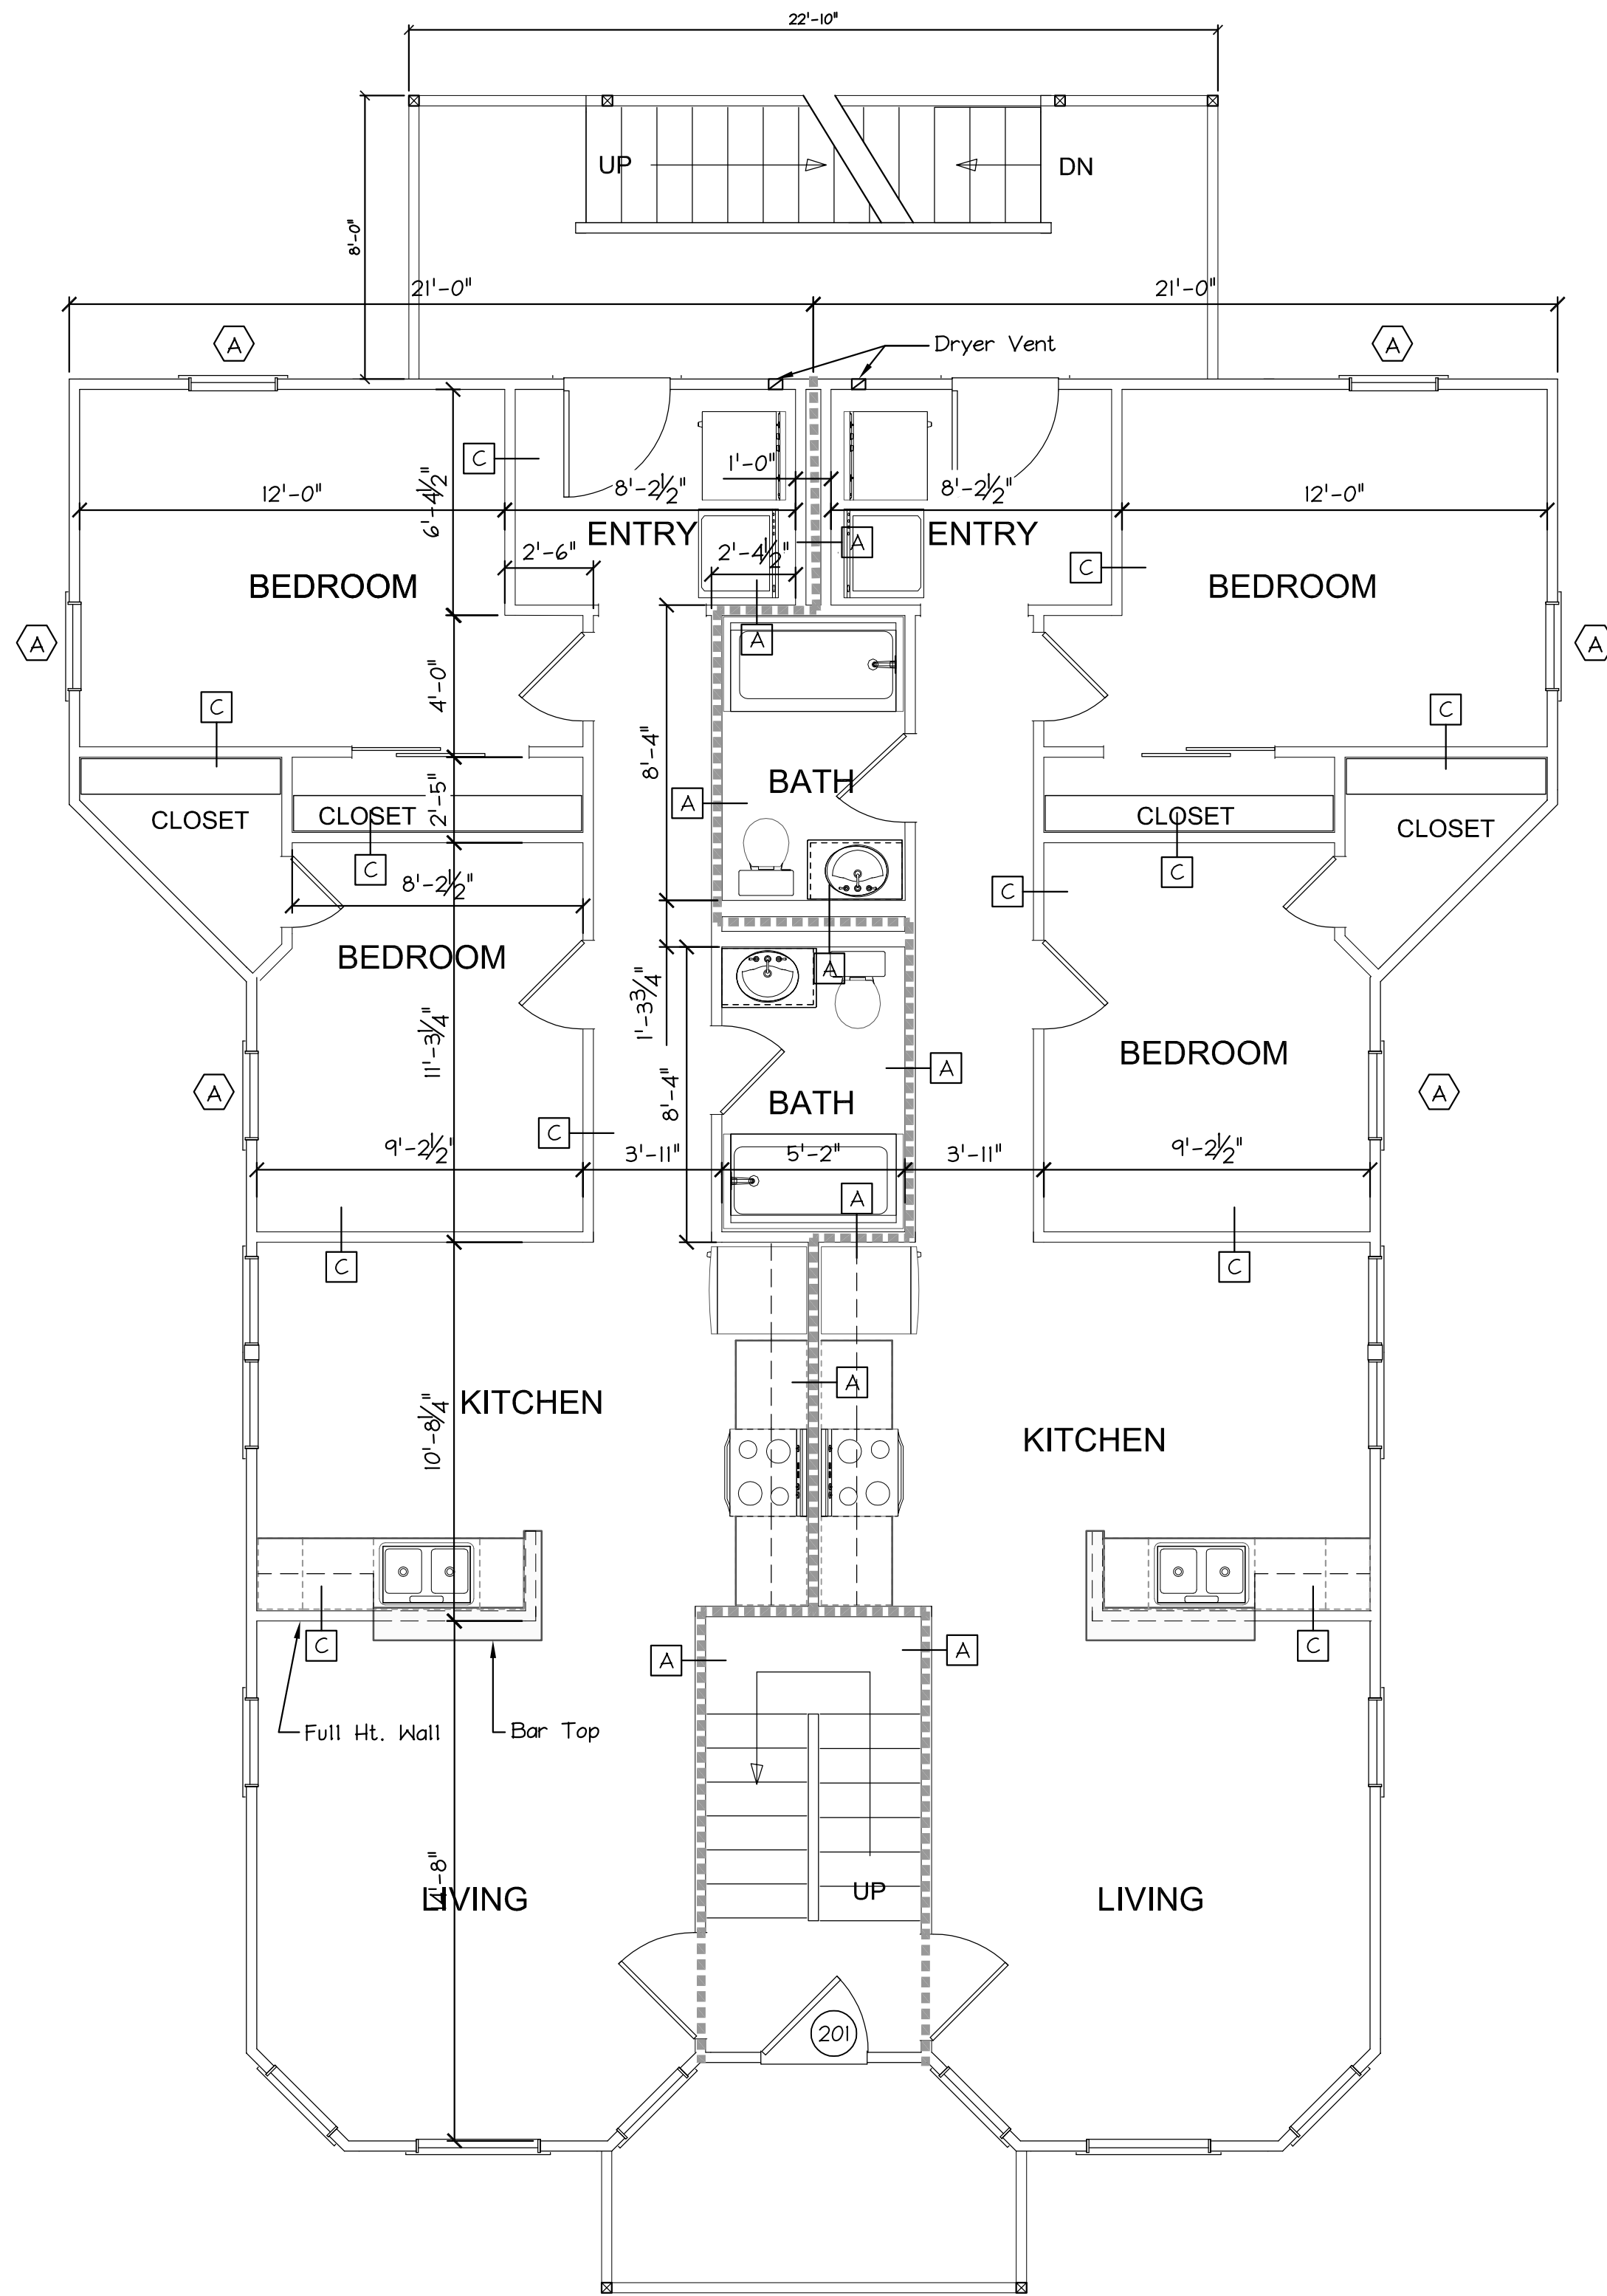 22'-10"
UP
DN
8'-0"
21'-0"
21'-0"
A
Dryer Vent
A
C
1'-0"
12'-0"
6'-4½"
8'-2½"
8'-2½"
12'-0"
ENTRY
A
ENTRY
2'-6"
2'-4½"
C
BEDROOM
BEDROOM
A
A
A
4'-0"
C
C
8'-4"
BATH
2'-5"
A
CLOSET
CLOSET
CLOSET
CLOSET
C
C
8'-2½"
C
BEDROOM
A
1'-3¾"
11'-3¼"
BEDROOM
A
A
A
8'-4"
BATH
C
9'-2½"
3'-11"
5'-2"
3'-11"
9'-2½"
A
C
C
A
KITCHEN
10'-8¼"
KITCHEN
C
C
A
A
Full Ht. Wall
Bar Top
14'-8"
LIVING
UP
LIVING
201